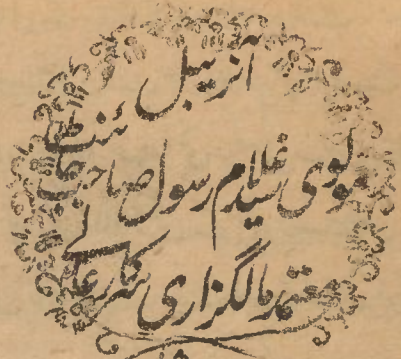 آنریبل
مولوی سید غلام رسول صاحب
معتمد مالگزاری سرکار عالی